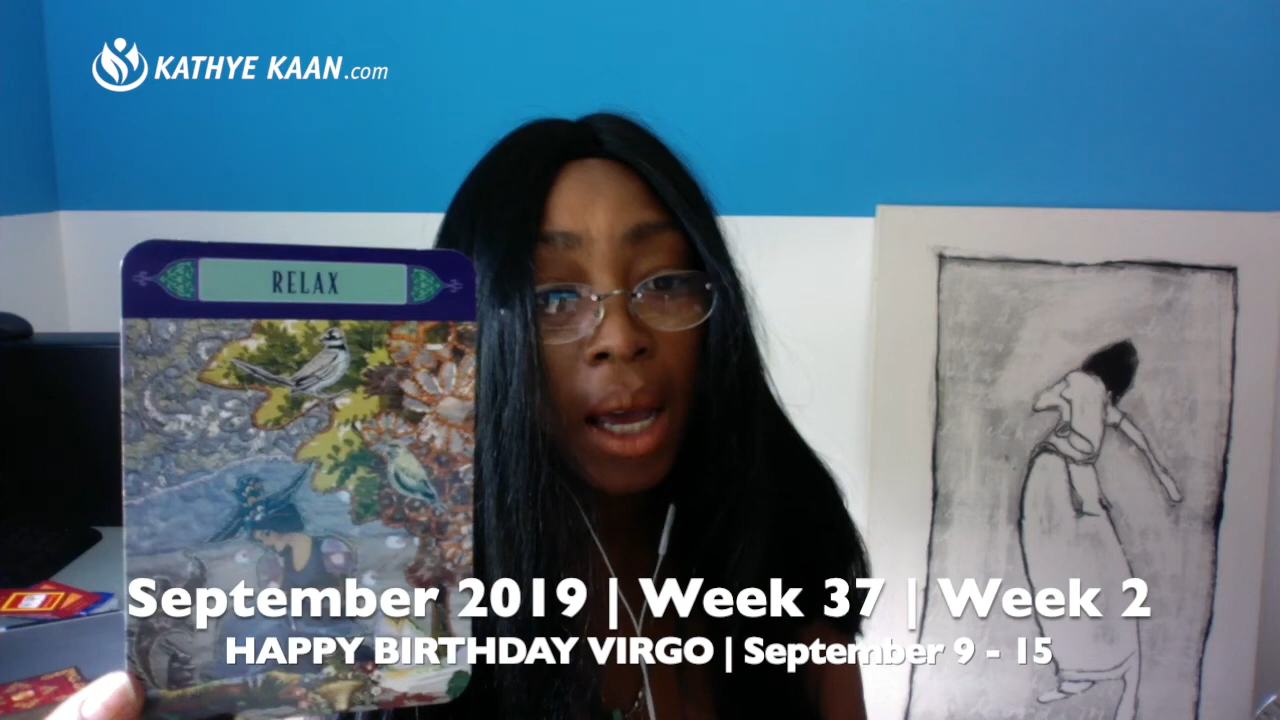 KATHYE KAAN.com
RELAX
September 2019 | Week 37 | Week 2
HAPPY BIRTHDAY VIRGO | September 9 - 15